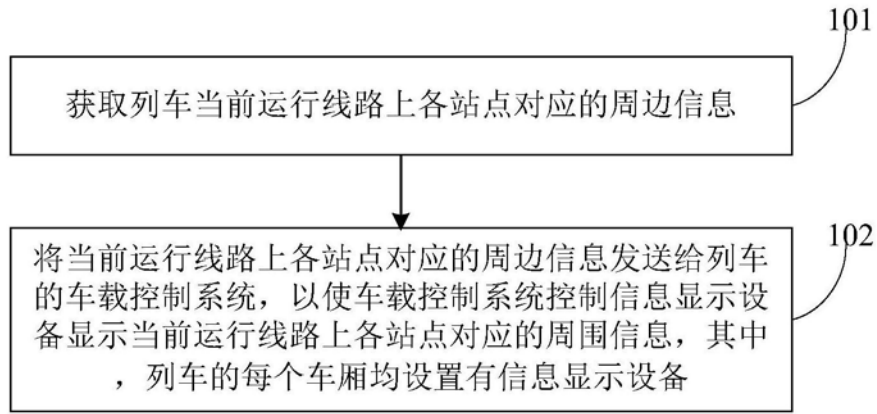 101
获取列车当前运行线路上各站点对应的周边信息
102
将当前运行线路上各站点对应的周边信息发送给列车
的车载控制系统，以使车载控制系统控制信息显示设
备显示当前运行线路上各站点对应的周围信息，其中
，列车的每个车厢均设置有信息显示设备